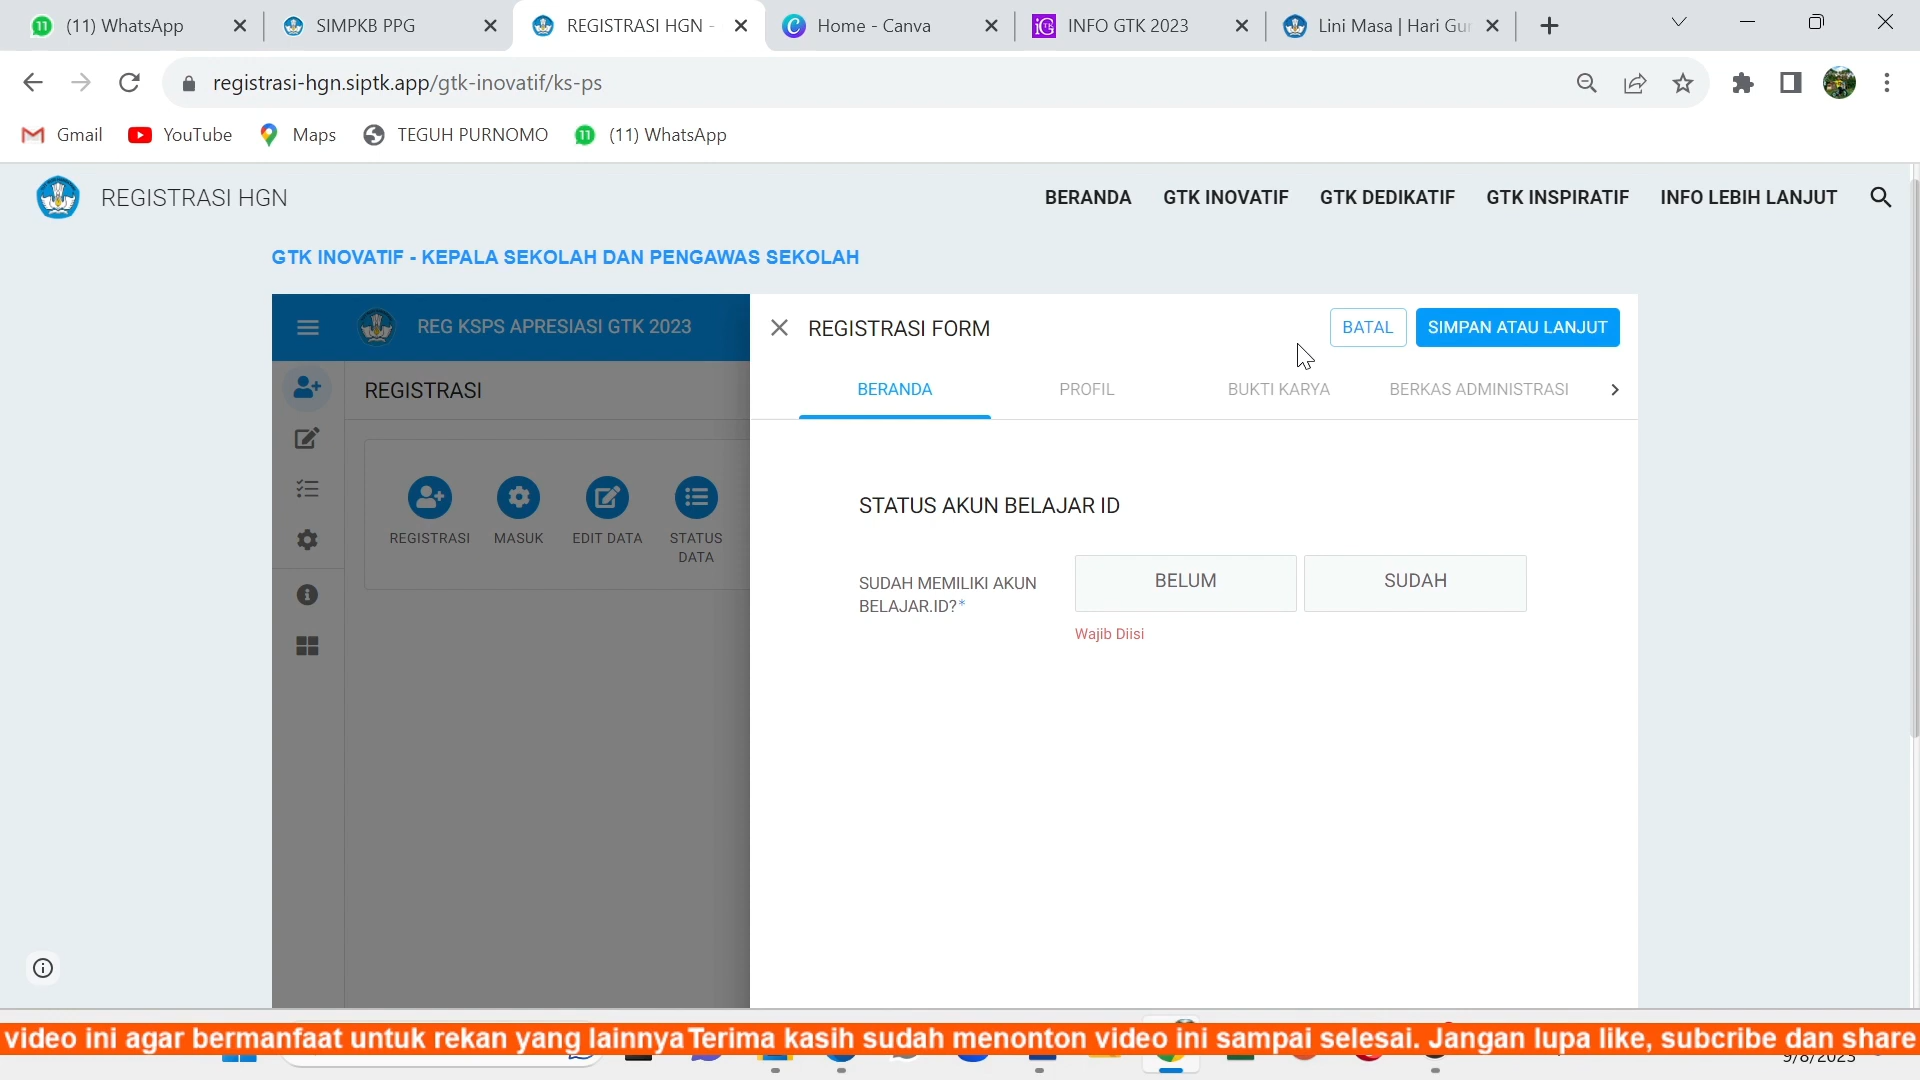 (11) WhatsApp
SIMPKB PPG
REGISTRASI HGN -
Home - Canva
INFO GTK 2023
Lini Masa | Hari Gur
registrasi-hgn.siptk.app/gtk-inovatif/ks-ps
Gmail
YouTube
Maps
TEGUH PURNOMO
(11) WhatsApp
REGISTRASI HGN
BERANDA
GTK INOVATIF
GTK DEDIKATIF
GTK INSPIRATIF
INFO LEBIH LANJUT
GTK INOVATIF - KEPALA SEKOLAH DAN PENGAWAS SEKOLAH
REG KSPS APRESIASI GTK 2023
REGISTRASI FORM
BATAL
SIMPAN ATAU LANJUT
REGISTRASI
BERANDA
PROFIL
BUKTI KARYA
BERKAS ADMINISTRASI
REGISTRASI
MASUK
EDIT DATA
STATUS
DATA
STATUS AKUN BELAJAR ID
SUDAH MEMILIKI AKUN
BELAJAR.ID?*
BELUM
SUDAH
Wajib Diisi
video ini agar bermanfaat untuk rekan yang lainnya Terima kasih sudah menonton video ini sampai selesai. Jangan lupa like, subcribe dan share
9/8/2023